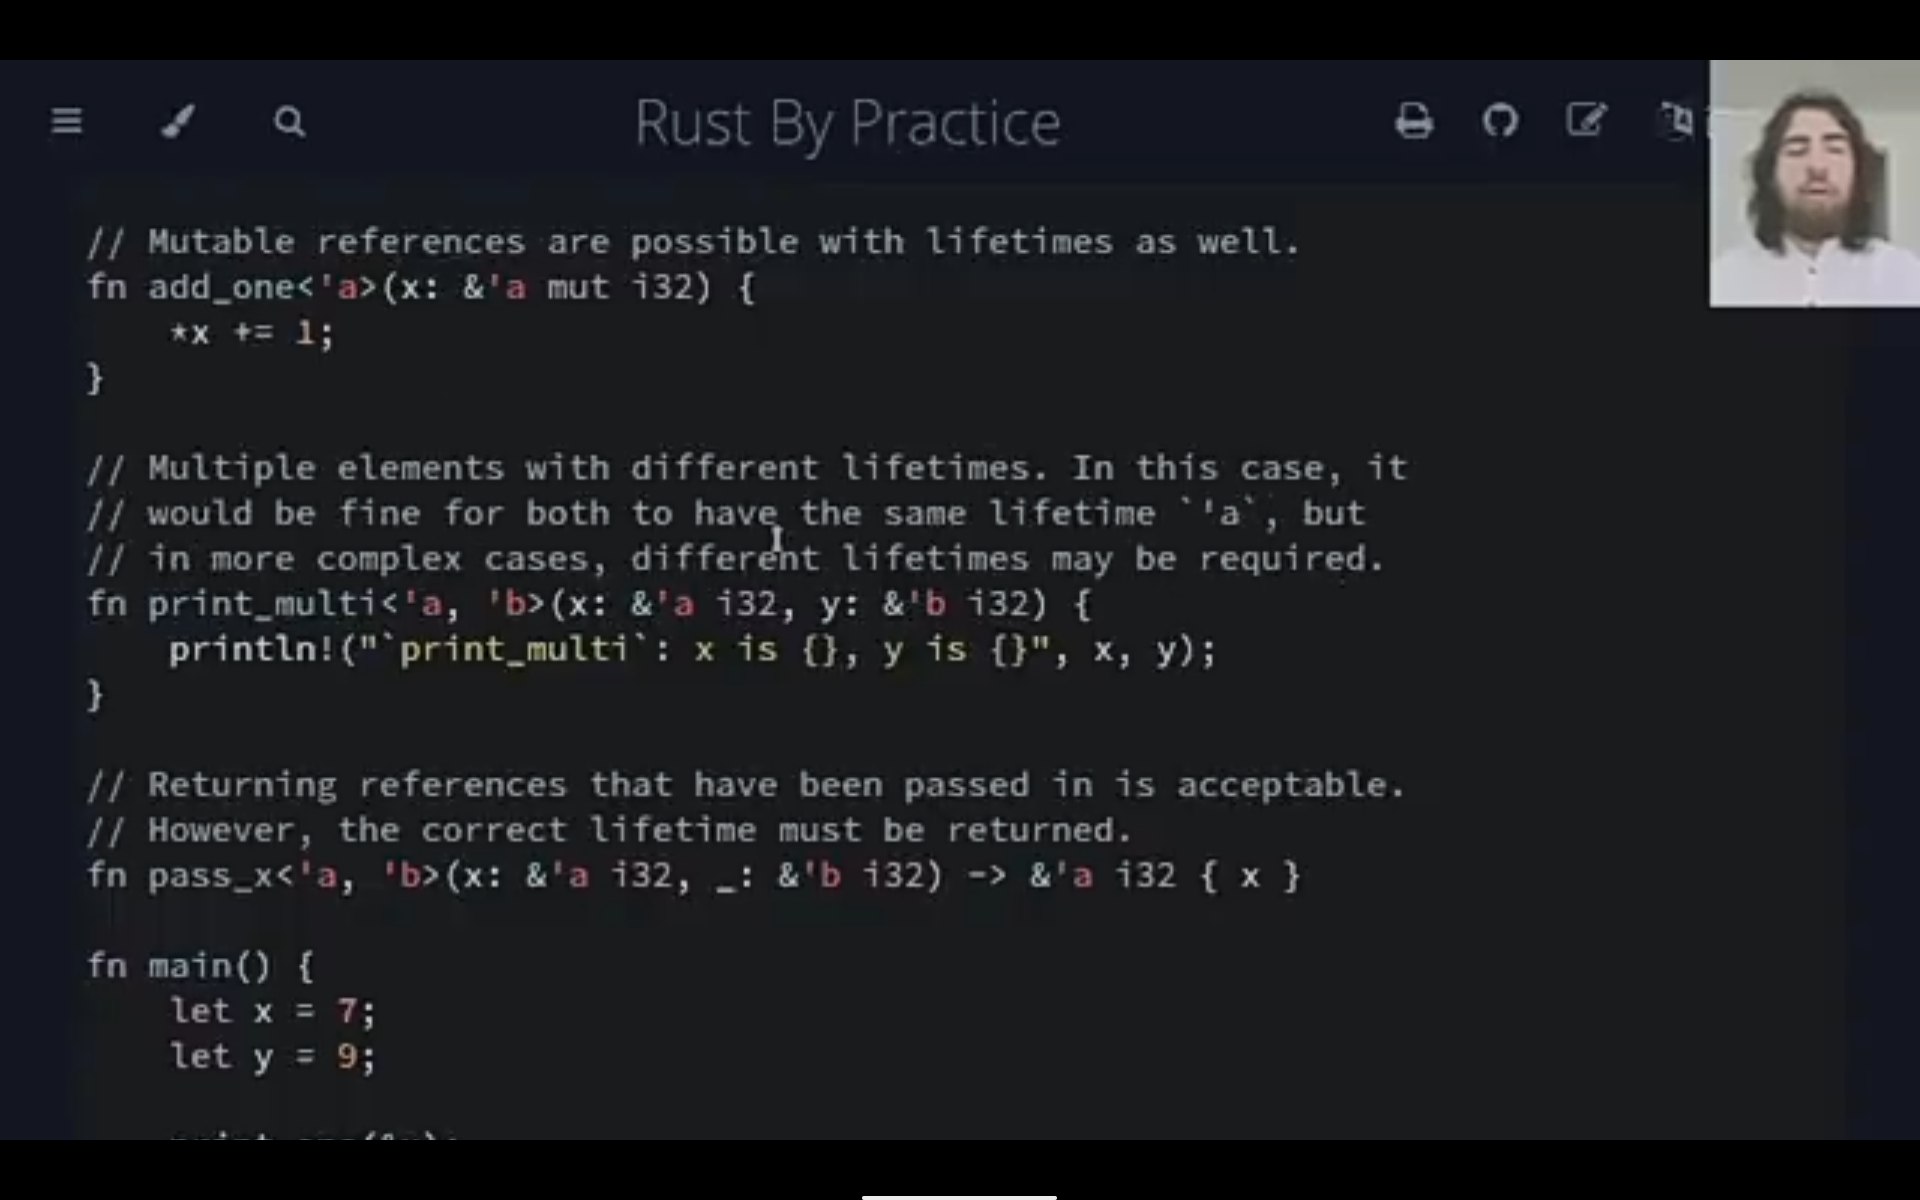 Rust By Practice
// Mutable references are possible with lifetimes as well.
fn add_one<'a>(x: &'a mut i32) {
    *x += 1;
}
// Multiple elements with different lifetimes. In this case, it
// would be fine for both to have the same lifetime `'a`, but
// in more complex cases, different lifetimes may be required.
fn print_multi<'a, 'b>(x: &'a i32, y: &'b i32) {
    println!("`print_multi`: x is {}, y is {}", x, y);
}
// Returning references that have been passed in is acceptable.
// However, the correct lifetime must be returned.
fn pass_x<'a, 'b>(x: &'a i32, _: &'b i32) -> &'a i32 { x }
fn main() {
    let x = 7;
    let y = 9;